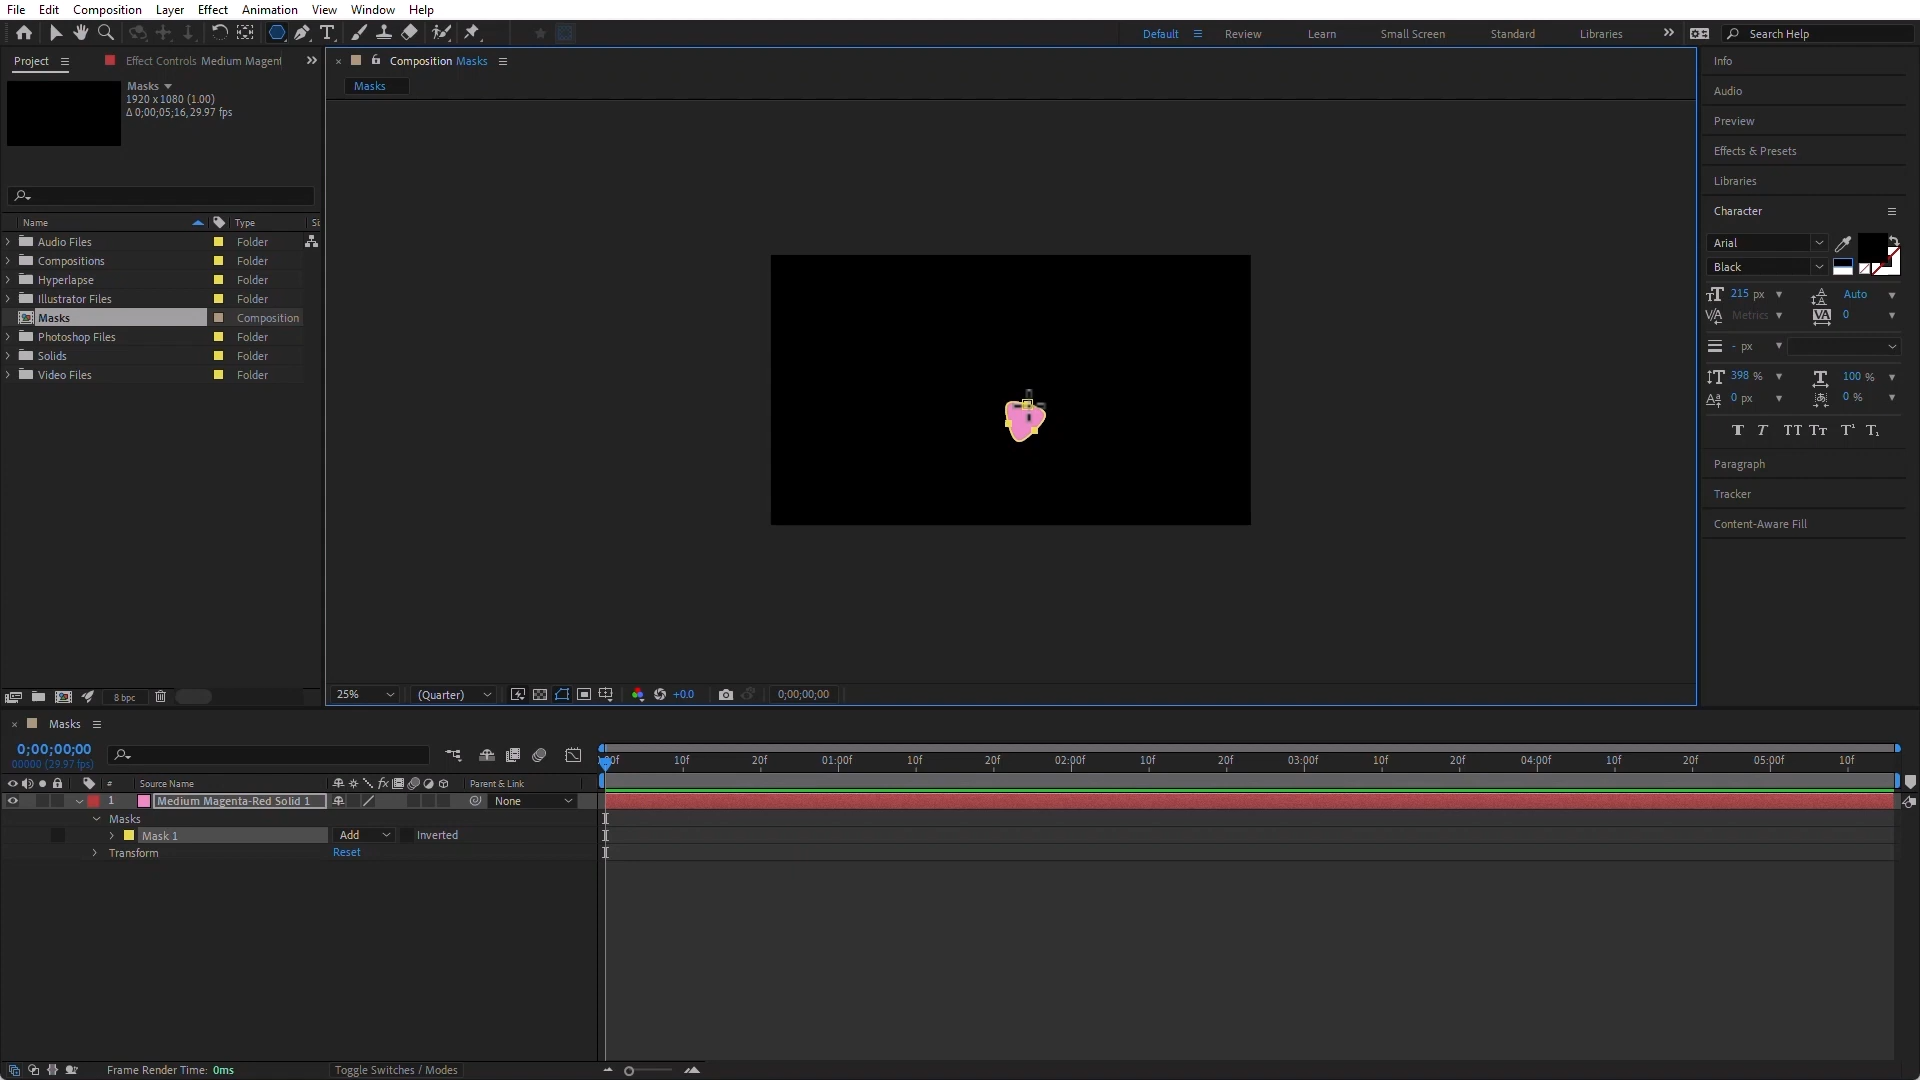 File Edit Composition Layer Effect Animation View Window Help
Default Review Learn Small Screen Standard Libraries Search Help
Project Effect Controls Medium Magent
Composition Masks
Masks
Masks
1920 x 1080 (1.00)
Δ 0;00;05;16, 29.97 fps
Name Type Si
Audio Files Folder
Compositions Folder
Hyperlapse Folder
Illustrator Files Folder
Masks Composition
Photoshop Files Folder
Solids Folder
Video Files Folder
8 bpc
25% (Quarter) +0.0 0;00;00;00
Info
Audio
Preview
Effects & Presets
Libraries
Character
Arial
Black
215 px Auto
Metrics 0
- px
398 % 100 %
0 px 0 %
T T TT Tт T¹ T₁
Paragraph
Tracker
Content-Aware Fill
Masks
0;00;00;00
00000 (29.97 fps)
10f 20f 01:00f 10f 20f 02:00f 10f 20f 03:00f 10f 20f 04:00f 10f 20f 05:00f 10f
# Source Name fx Parent & Link
1 Medium Magenta-Red Solid 1 None
Masks
Mask 1 Add Inverted
Transform Reset
Frame Render Time: 0ms Toggle Switches / Modes